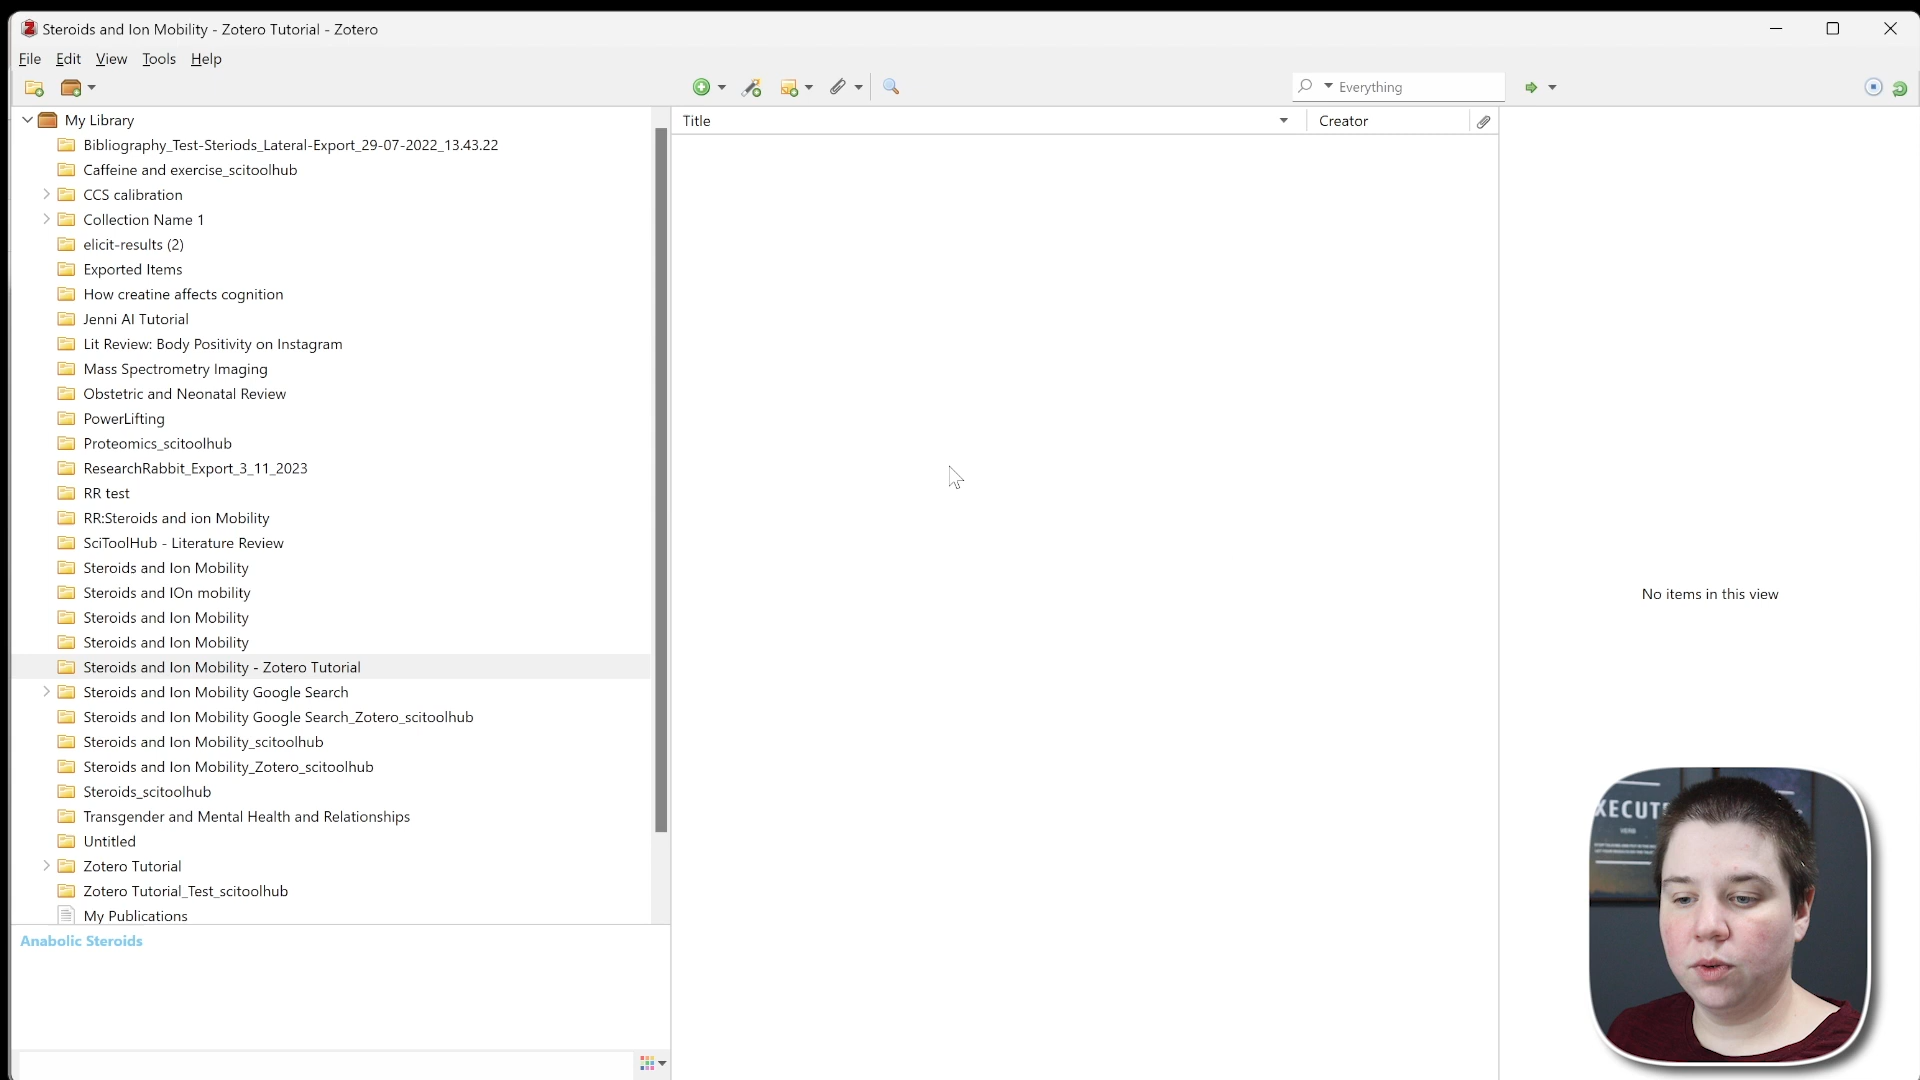 Steroids and Ion Mobility - Zotero Tutorial - Zotero
File Edit View Tools Help
Everything
My Library
Bibliography_Test-Steriods_Lateral-Export_29-07-2022_13.43.22
Caffeine and exercise_scitoolhub
CCS calibration
Collection Name 1
elicit-results (2)
Exported Items
How creatine affects cognition
Jenni AI Tutorial
Lit Review: Body Positivity on Instagram
Mass Spectrometry Imaging
Obstetric and Neonatal Review
PowerLifting
Proteomics_scitoolhub
ResearchRabbit_Export_3_11_2023
RR test
RR:Steroids and ion Mobility
SciToolHub - Literature Review
Steroids and Ion Mobility
Steroids and IOn mobility
Steroids and Ion Mobility
Steroids and Ion Mobility
Steroids and Ion Mobility - Zotero Tutorial
Steroids and Ion Mobility Google Search
Steroids and Ion Mobility Google Search_Zotero_scitoolhub
Steroids and Ion Mobility_scitoolhub
Steroids and Ion Mobility_Zotero_scitoolhub
Steroids_scitoolhub
Transgender and Mental Health and Relationships
Untitled
Zotero Tutorial
Zotero Tutorial_Test_scitoolhub
My Publications
Anabolic Steroids
Title Creator
No items in this view
XECUTE
VERB